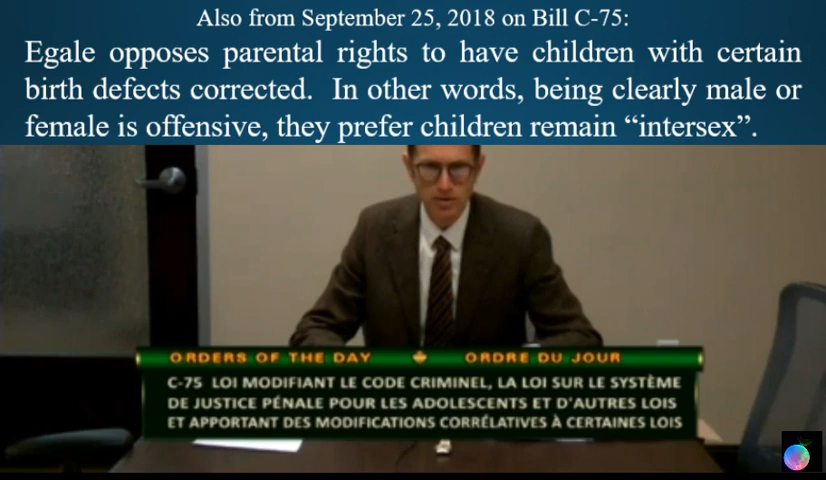 Also from September 25, 2018 on Bill C-75:
Egale opposes parental rights to have children with certain
birth defects corrected. In other words, being clearly male or
female is offensive, they prefer children remain “intersex”.
ORDERS OF THE DAY ORDRE DU JOUR
C-75 LOI MODIFIANT LE CODE CRIMINEL, LA LOI SUR LE SYSTÈME
DE JUSTICE PÉNALE POUR LES ADOLESCENTS ET D'AUTRES LOIS
ET APPORTANT DES MODIFICATIONS CORRÉLATIVES À CERTAINES LOIS